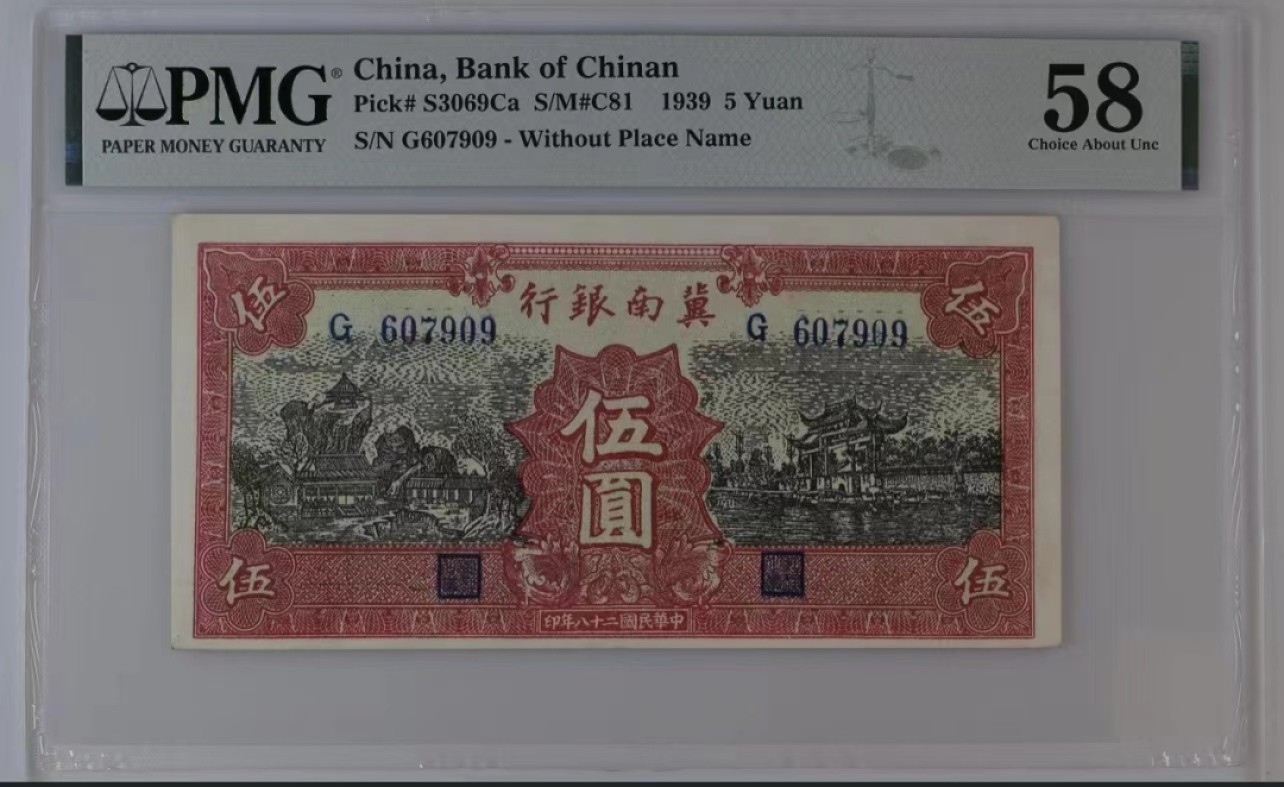 PMG®
PAPER MONEY GUARANTY
China, Bank of Chinan
Pick# S3069Ca S/M#C81 1939 5 Yuan
S/N G607909 - Without Place Name
58
Choice About Unc
行銀南冀
伍
伍
G 607909
G 607909
伍
圓
伍
伍
印年八十二國民華中